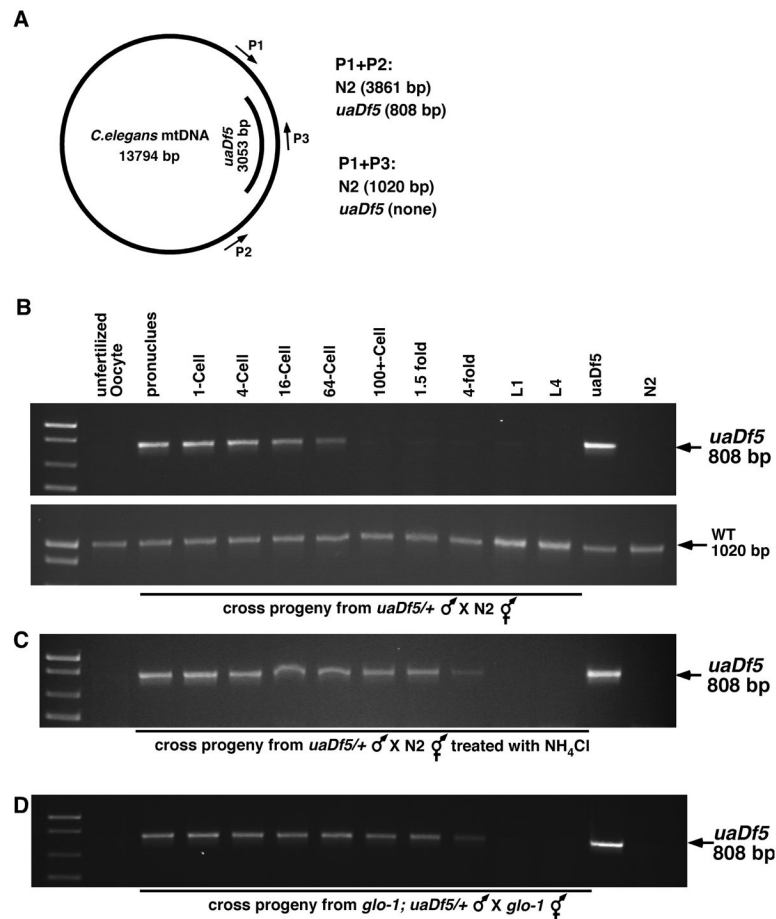 A
P1
P1+P2:
N2 (3861 bp)
uaDf5 (808 bp)
C.elegans mtDNA
13794 bp
uaDf5
3053 bp
P3
P1+P3:
N2 (1020 bp)
uaDf5 (none)
P2
B
unfertilized
Oocyte
pronuclues
1-Cell
4-Cell
16-Cell
64-Cell
100+-Cell
1.5 fold
4-fold
L1
L4
uaDf5
N2
uaDf5
808 bp
WT
1020 bp
cross progeny from uaDf5/+ ♂ X N2 ⚥
C
uaDf5
808 bp
cross progeny from uaDf5/+ ♂ X N2 ⚥ treated with NH4Cl
D
uaDf5
808 bp
cross progeny from glo-1; uaDf5/+ ♂ X glo-1 ⚥